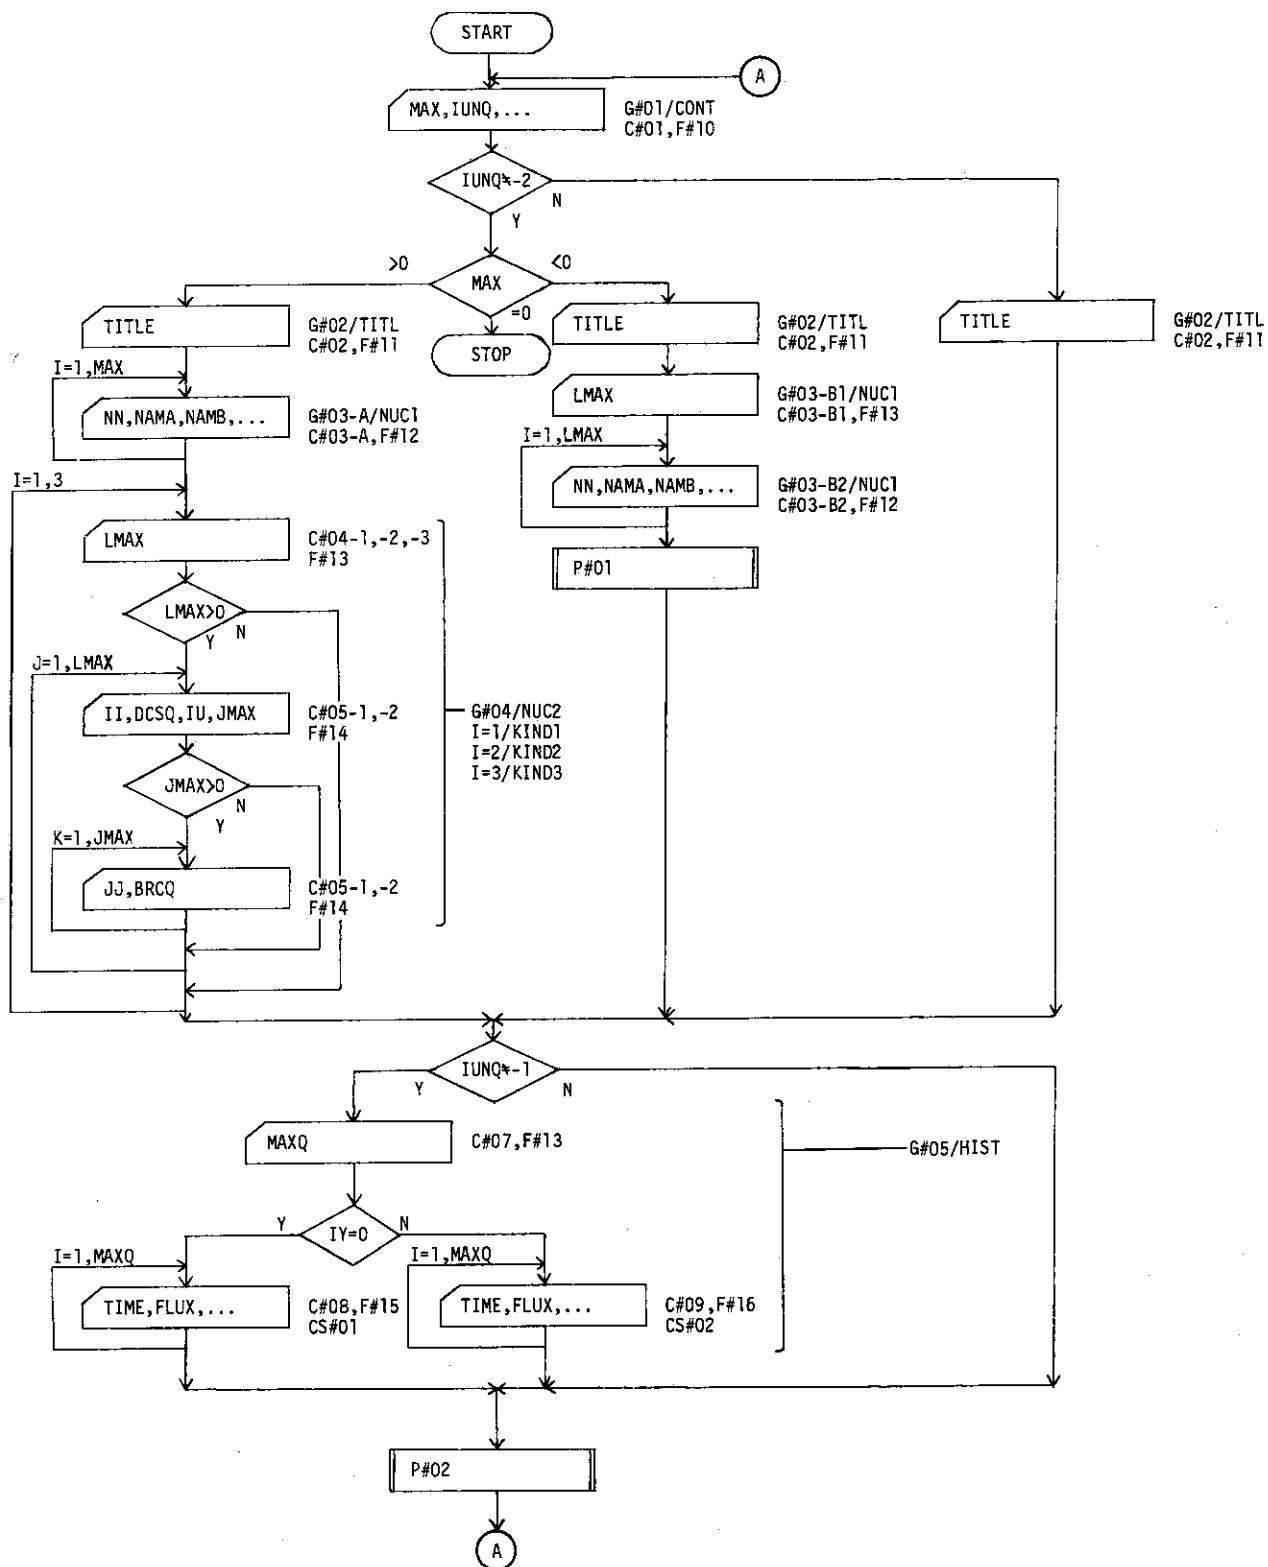 START
A
MAX,IUNQ,...
G#01/CONT
C#01,F#10
IUNQ≠-2
N
Y
>0
<0
MAX
=0
STOP
TITLE
G#02/TITL
C#02,F#11
TITLE
G#02/TITL
C#02,F#11
TITLE
G#02/TITL
C#02,F#11
I=1,MAX
NN,NAMA,NAMB,...
G#03-A/NUC1
C#03-A,F#12
LMAX
G#03-B1/NUC1
C#03-B1,F#13
I=1,LMAX
NN,NAMA,NAMB,...
G#03-B2/NUC1
C#03-B2,F#12
P#01
I=1,3
LMAX
C#04-1,-2,-3
F#13
LMAX>0
N
Y
J=1,LMAX
II,DCSQ,IU,JMAX
C#05-1,-2
F#14
G#04/NUC2
I=1/KIND1
I=2/KIND2
I=3/KIND3
JMAX>0
N
Y
K=1,JMAX
JJ,BRCQ
C#05-1,-2
F#14
IUNQ≠-1
Y
N
MAXQ
C#07,F#13
G#05/HIST
Y
IY=0
N
I=1,MAXQ
TIME,FLUX,...
C#08,F#15
CS#01
I=1,MAXQ
TIME,FLUX,...
C#09,F#16
CS#02
P#02
A